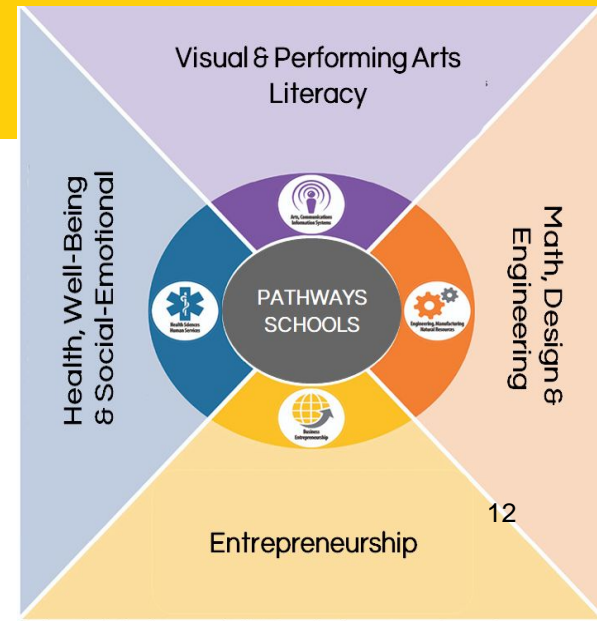 Visual & Performing Arts
Literacy
Arts, Communications
Information Systems
Health, Well-Being
& Social-Emotional
Health Sciences
Human Services
PATHWAYS
SCHOOLS
Engineering, Manufacturing
Natural Resources
Math, Design &
Engineering
Business
Entrepreneurship
12
Entrepreneurship